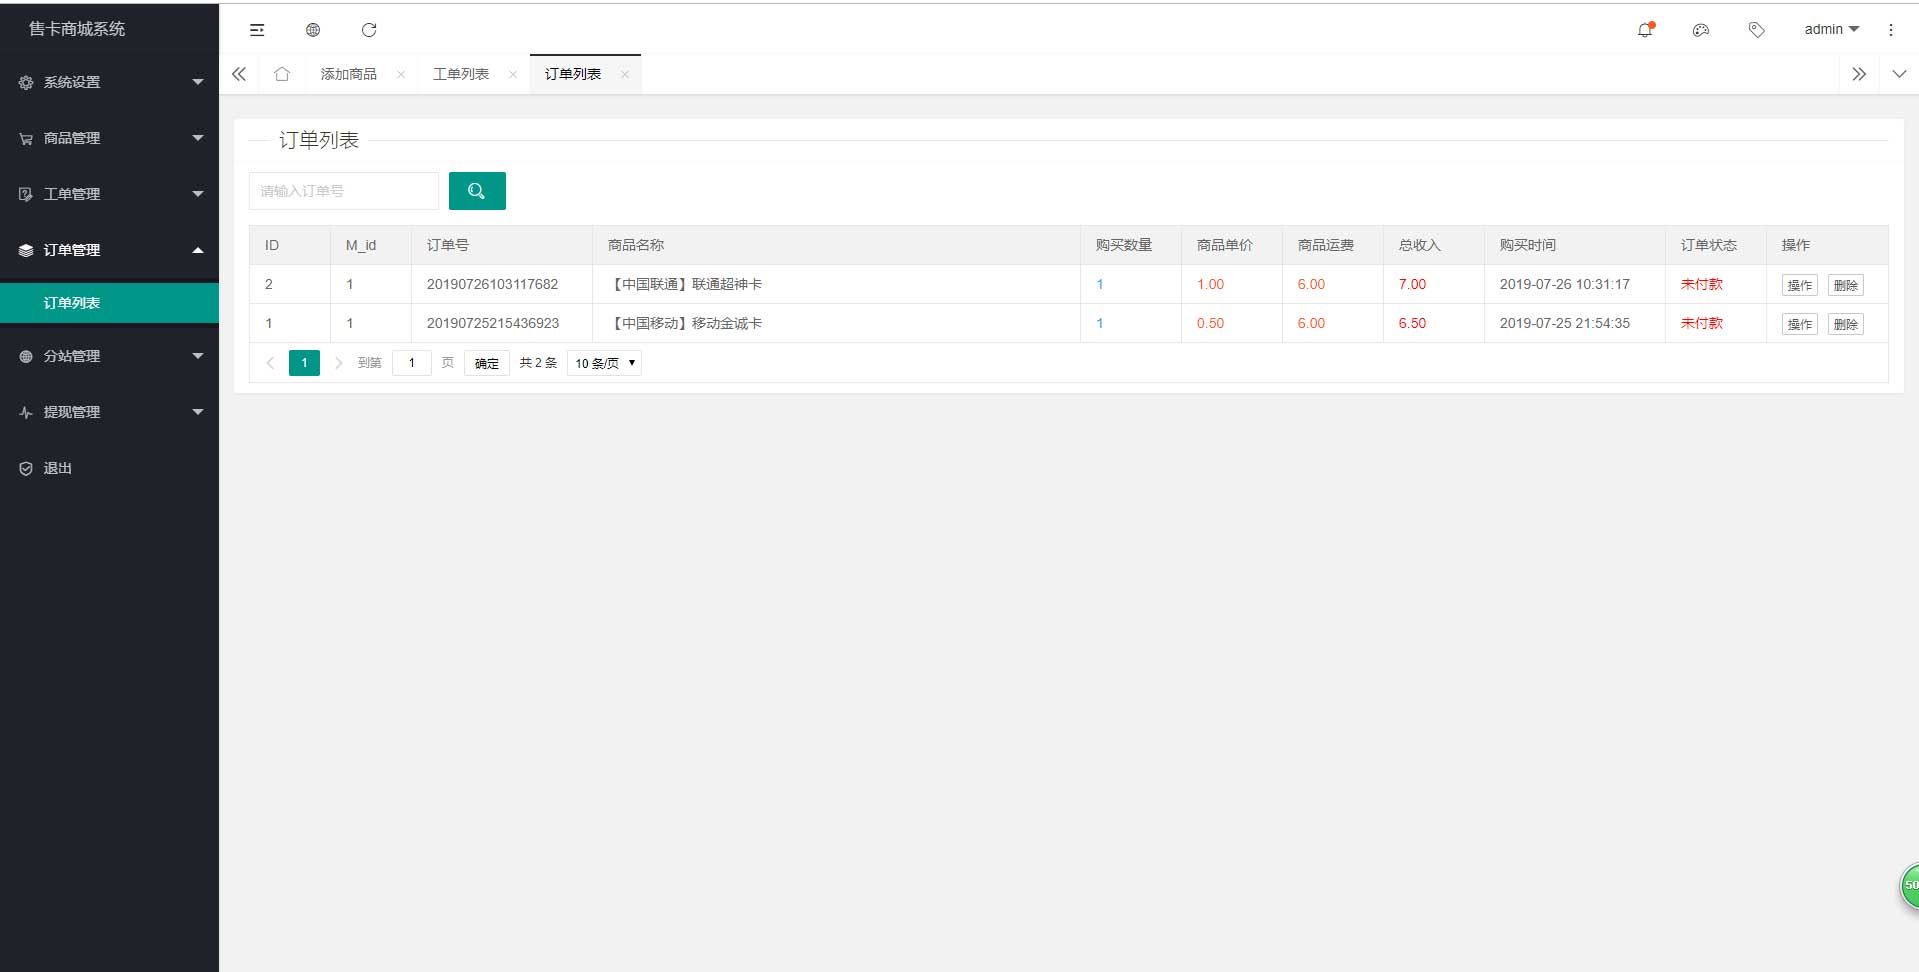 售卡商城系统
admin
添加商品
工单列表
订单列表
系统设置
商品管理
工单管理
订单管理
订单列表
分站管理
提现管理
退出
订单列表
请输入订单号
ID M_id 订单号 商品名称 购买数量 商品单价 商品运费 总收入 购买时间 订单状态 操作
2 1 20190726103117682 【中国联通】联通超神卡 1 1.00 6.00 7.00 2019-07-26 10:31:17 未付款 操作 删除
1 1 20190725215436923 【中国移动】移动金诚卡 1 0.50 6.00 6.50 2019-07-25 21:54:35 未付款 操作 删除
1 到第 1 页 确定 共 2 条 10 条/页
50